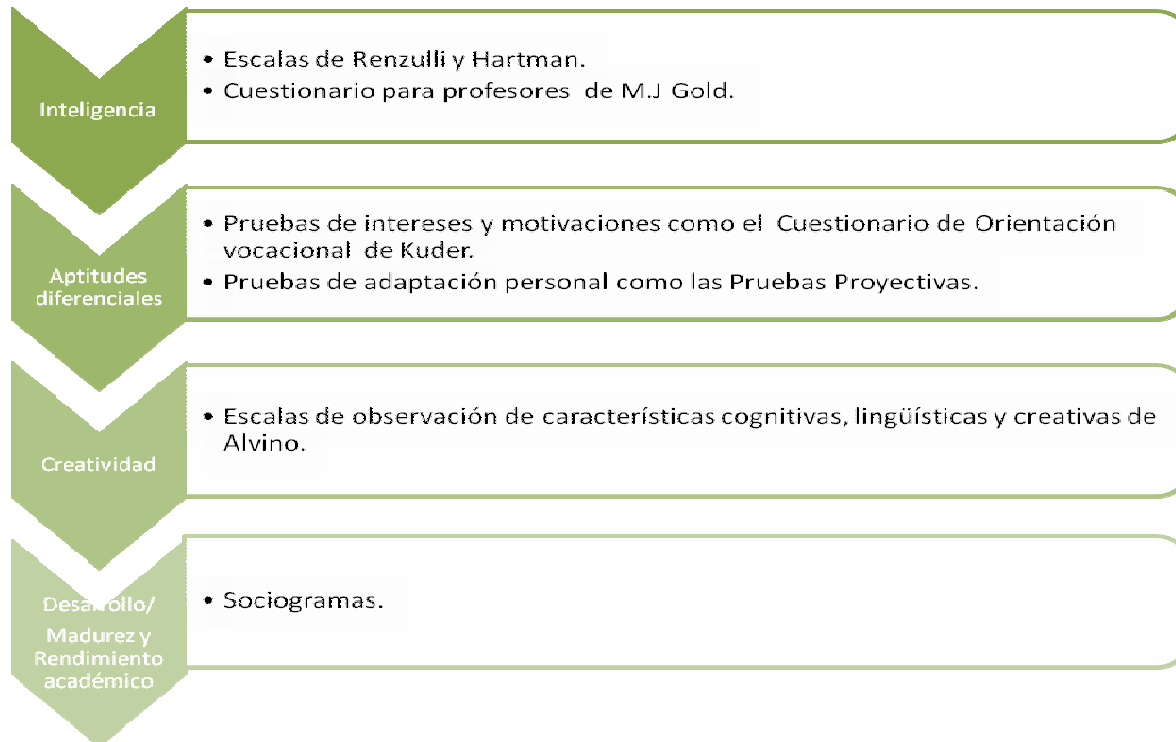 Inteligencia
• Escalas de Renzulli y Hartman.
• Cuestionario para profesores de M.J Gold.
Aptitudes
diferenciales
• Pruebas de intereses y motivaciones como el Cuestionario de Orientación
vocacional de Kuder.
• Pruebas de adaptación personal como las Pruebas Proyectivas.
Creatividad
• Escalas de observación de características cognitivas, lingüísticas y creativas de
Alvino.
Desarrollo/
Madurez y
Rendimiento
académico
• Sociogramas.